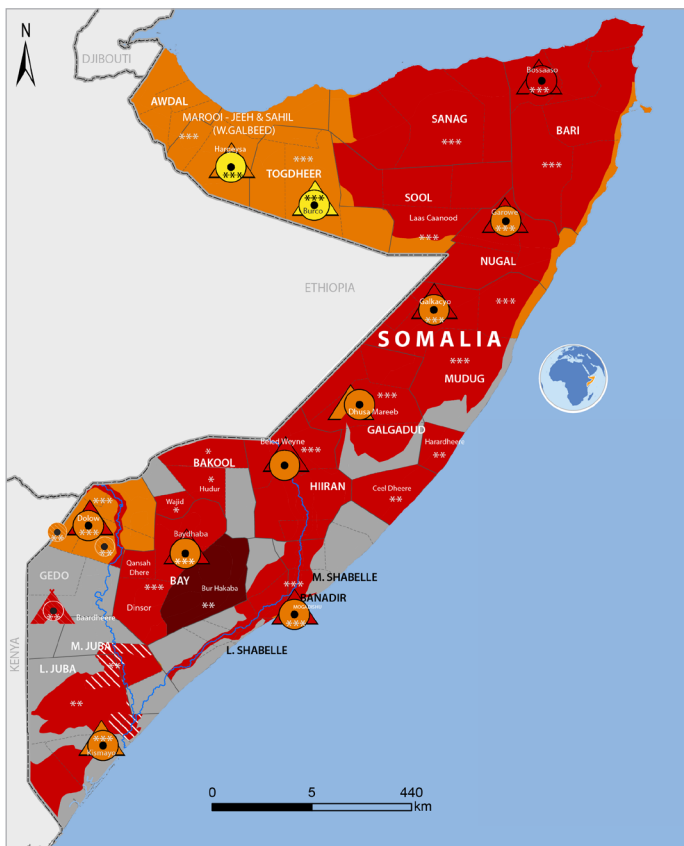 N
DJIBOUTI
Bossaaso
***
AWDAL
MAROOI - JEEH & SAHIL
(W.GALBEED)
***
SANAG
***
BARI
***
Hargeysa
***
***
TOGDHEER
***
Burco
SOOL
Laas Caanood
***
Garowe
***
NUGAL
***
ETHIOPIA
Galkacyo
***
SOMALIA
***
MUDUG
***
Dhusa Mareeb
GALGADUD
Harardheere
**
Beled Weyne
***
*
BAKOOL
*
Hudur
HIIRAN
Ceel Dheere
**
Wajid
*
***
Dolow
***
**
**
Baydhaba
***
Qansah
Dhere
***
BAY
Bur Hakaba
**
Dinsor
GEDO
***
M. SHABELLE
BANADIR
MOGADISHU
***
**
Baardheere
KENYA
M. JUBA
**
L. JUBA
**
L. SHABELLE
***
Kismayo
0
5
440
km